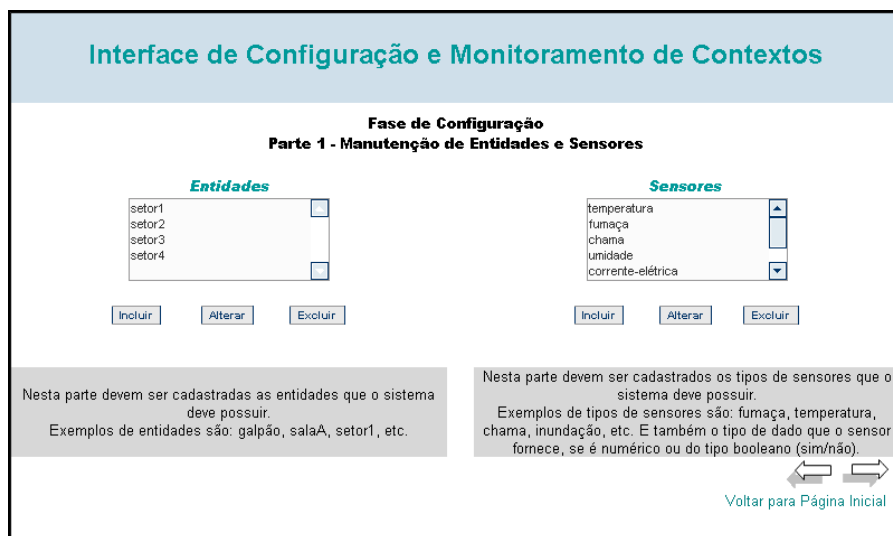 Interface de Configuração e Monitoramento de Contextos
Fase de Configuração
Parte 1 - Manutenção de Entidades e Sensores
Entidades
setor1
setor2
setor3
setor4
Incluir Alterar Excluir
Nesta parte devem ser cadastradas as entidades que o sistema
deve possuir.
Exemplos de entidades são: galpão, salaA, setor1, etc.
Sensores
temperatura
fumaça
chama
umidade
corrente-elétrica
Incluir Alterar Excluir
Nesta parte devem ser cadastrados os tipos de sensores que o
sistema deve possuir.
Exemplos de tipos de sensores são: fumaça, temperatura,
chama, inundação, etc. E também o tipo de dado que o sensor
fornece, se é numérico ou do tipo booleano (sim/não).
Voltar para Página Inicial